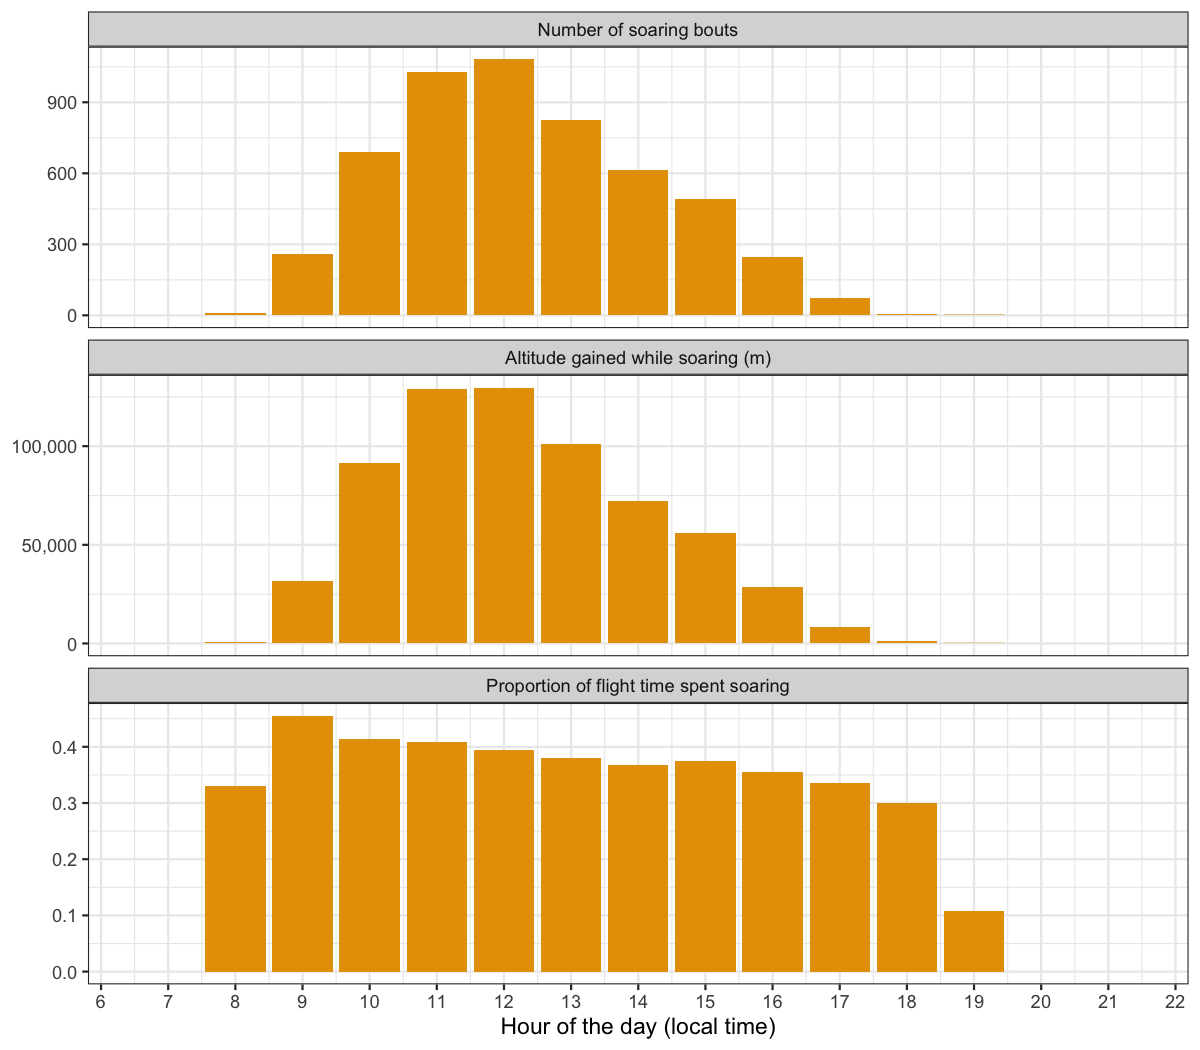 Number of soaring bouts
900
600
300
0
Altitude gained while soaring (m)
100,000
50,000
0
Proportion of flight time spent soaring
0.4
0.3
0.2
0.1
0.0
6 7 8 9 10 11 12 13 14 15 16 17 18 19 20 21 22
Hour of the day (local time)